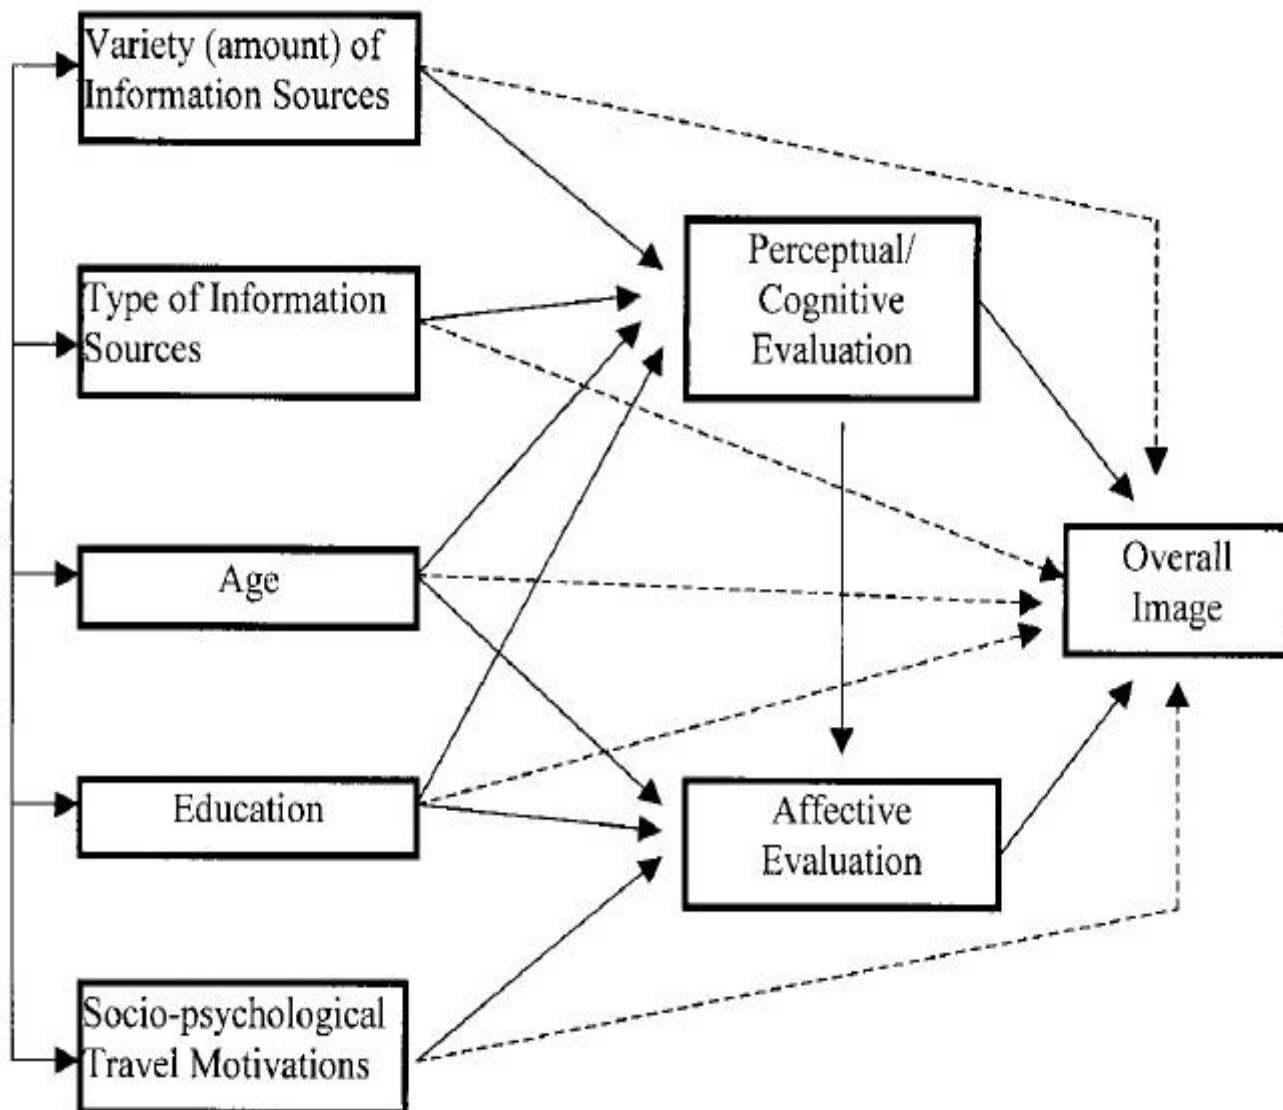 Variety (amount) of
Information Sources
Perceptual/
Cognitive
Evaluation
Type of Information
Sources
Overall
Image
Age
Education
Affective
Evaluation
Socio-psychological
Travel Motivations